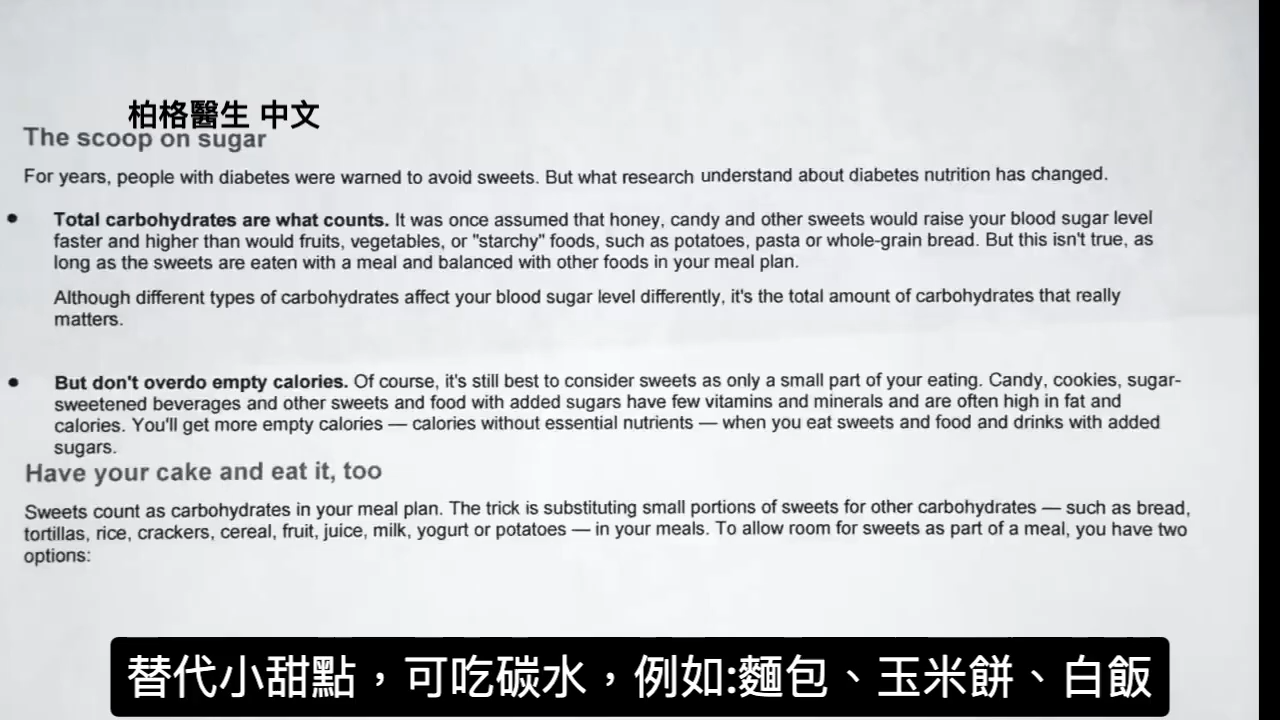 柏格醫生 中文
The scoop on sugar
For years, people with diabetes were warned to avoid sweets. But what research understand about diabetes nutrition has changed.
• Total carbohydrates are what counts. It was once assumed that honey, candy and other sweets would raise your blood sugar level
faster and higher than would fruits, vegetables, or "starchy" foods, such as potatoes, pasta or whole-grain bread. But this isn't true, as
long as the sweets are eaten with a meal and balanced with other foods in your meal plan.
Although different types of carbohydrates affect your blood sugar level differently, it's the total amount of carbohydrates that really
matters.
• But don't overdo empty calories. Of course, it's still best to consider sweets as only a small part of your eating. Candy, cookies, sugar-
sweetened beverages and other sweets and food with added sugars have few vitamins and minerals and are often high in fat and
calories. You'll get more empty calories — calories without essential nutrients — when you eat sweets and food and drinks with added
sugars.
Have your cake and eat it, too
Sweets count as carbohydrates in your meal plan. The trick is substituting small portions of sweets for other carbohydrates — such as bread,
tortillas, rice, crackers, cereal, fruit, juice, milk, yogurt or potatoes — in your meals. To allow room for sweets as part of a meal, you have two
options:
替代小甜點，可吃碳水，例如:麵包、玉米餅、白飯